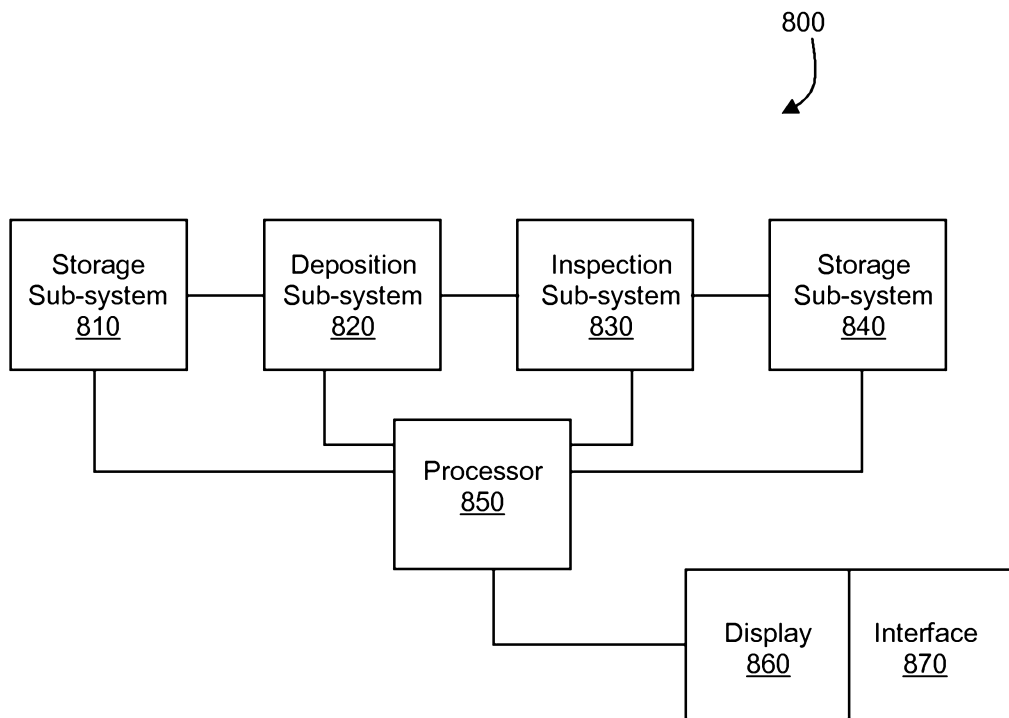 800
Storage
Sub-system
810
Deposition
Sub-system
820
Inspection
Sub-system
830
Storage
Sub-system
840
Processor
850
Display
860
Interface
870